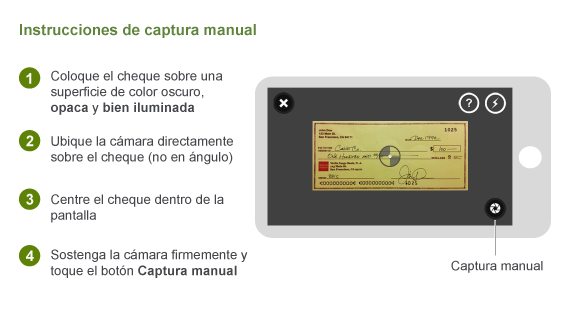 Instrucciones de captura manual
1 Coloque el cheque sobre una
superficie de color oscuro,
opaca y bien iluminada
2 Ubique la cámara directamente
sobre el cheque (no en ángulo)
3 Centre el cheque dentro de la
pantalla
4 Sostenga la cámara firmemente y
toque el botón Captura manual
?
1025
$
Captura manual